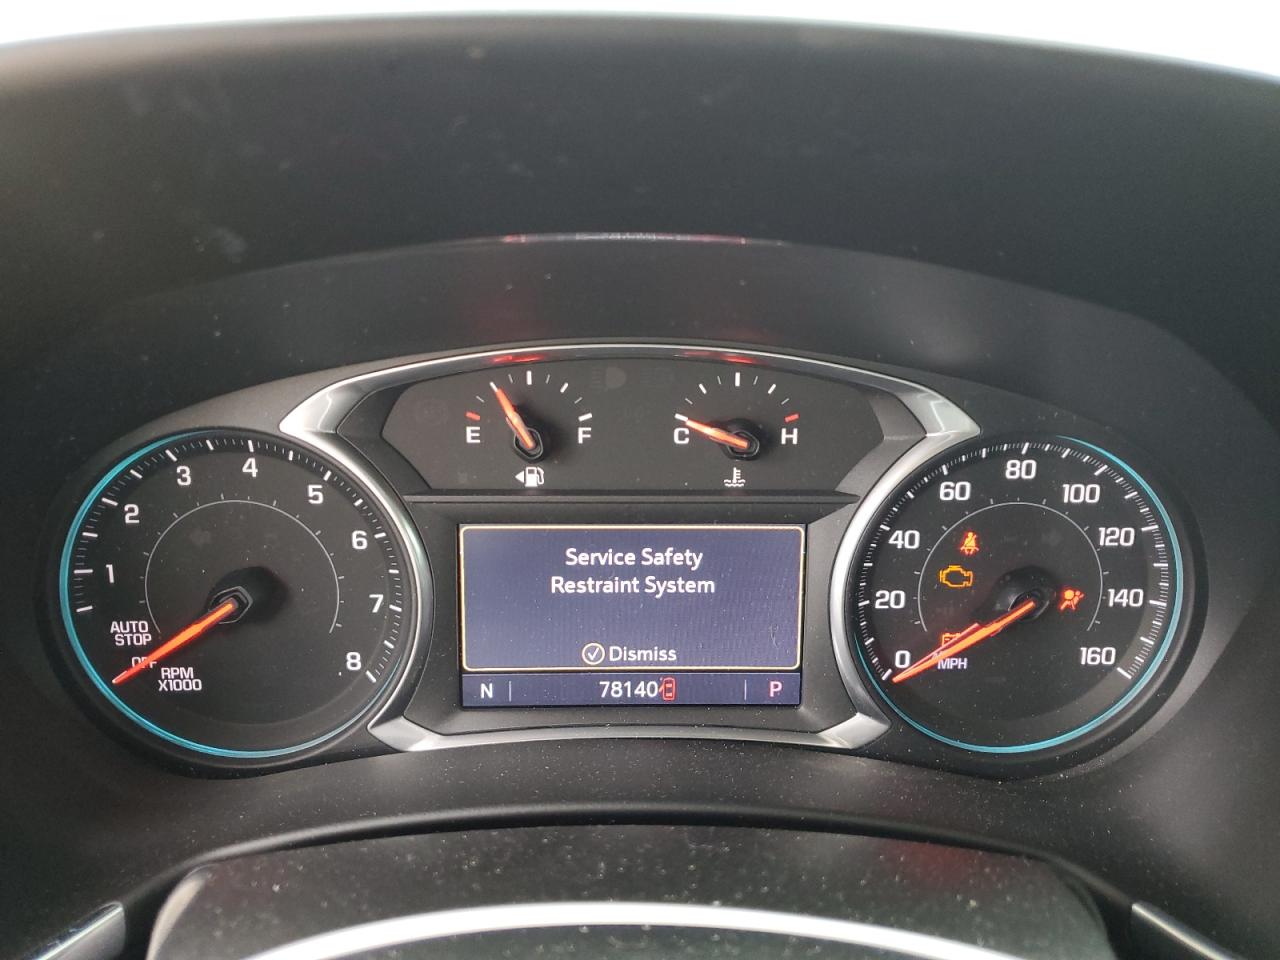 E F
C H
1 2 3 4 5 6 7 8
AUTO
STOP
OFF
RPM
X1000
Service Safety
Restraint System
Dismiss
N 78140 P
0 20 40 60 80 100 120 140 160
MPH